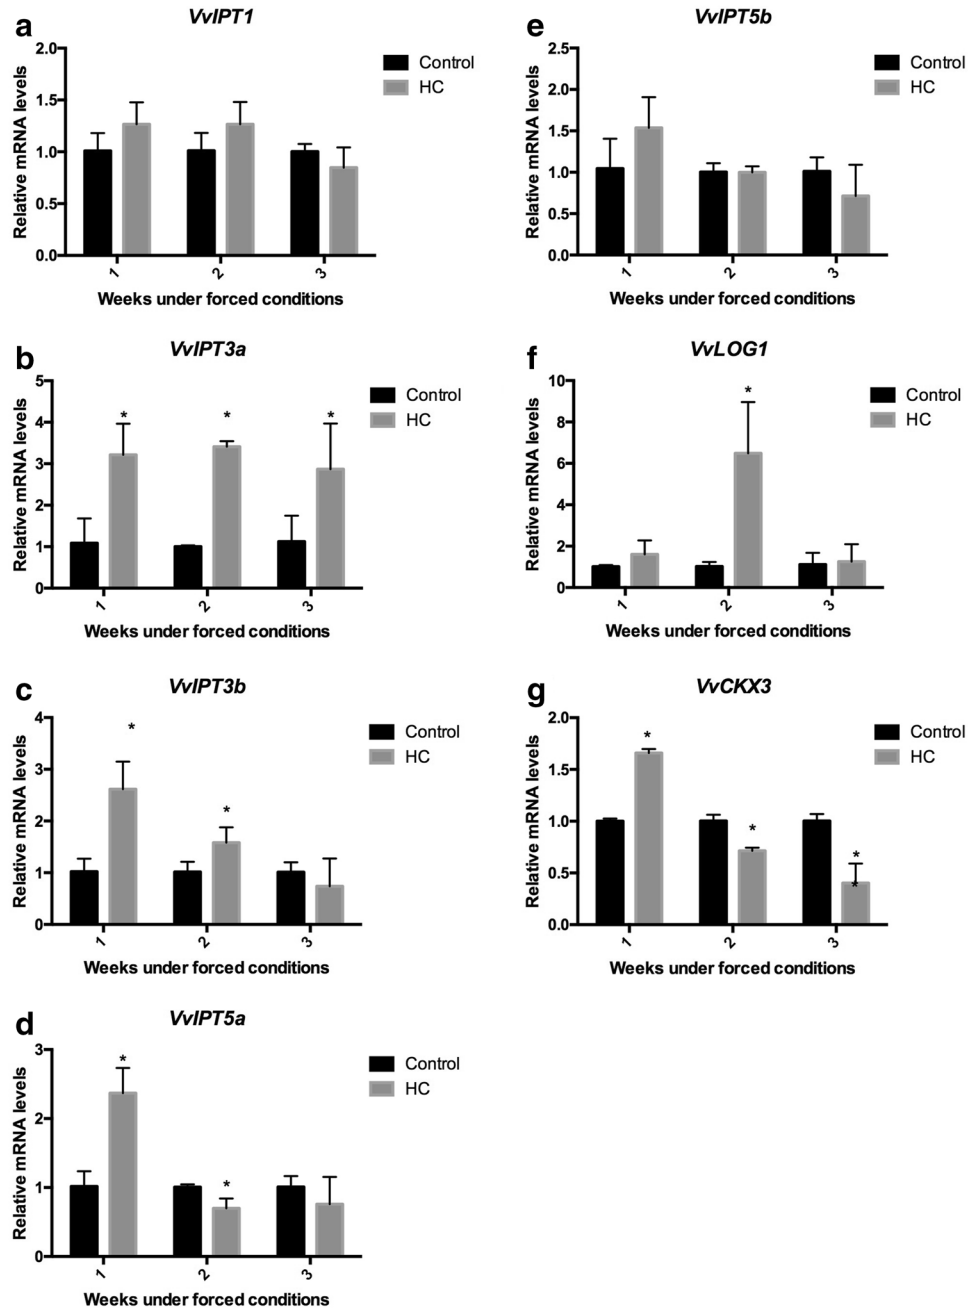 a
VvIPT1
Relative mRNA levels
2.0
1.5
1.0
0.5
0.0
1
2
3
Weeks under forced conditions
Control
HC
b
VvIPT3a
Relative mRNA levels
5
4
3
2
1
0
*
*
*
1
2
3
Weeks under forced conditions
Control
HC
c
VvIPT3b
Relative mRNA levels
4
3
2
1
0
*
*
1
2
3
Weeks under forced conditions
Control
HC
d
VvIPT5a
Relative mRNA levels
3
2
1
0
*
*
1
2
3
Weeks under forced conditions
Control
HC
e
VvIPT5b
Relative mRNA levels
2.5
2.0
1.5
1.0
0.5
0.0
1
2
3
Weeks under forced conditions
Control
HC
f
VvLOG1
Relative mRNA levels
10
8
6
4
2
0
*
1
2
3
Weeks under forced conditions
Control
HC
g
VvCKX3
Relative mRNA levels
2.0
1.5
1.0
0.5
0.0
*
*
*
*
1
2
3
Weeks under forced conditions
Control
HC